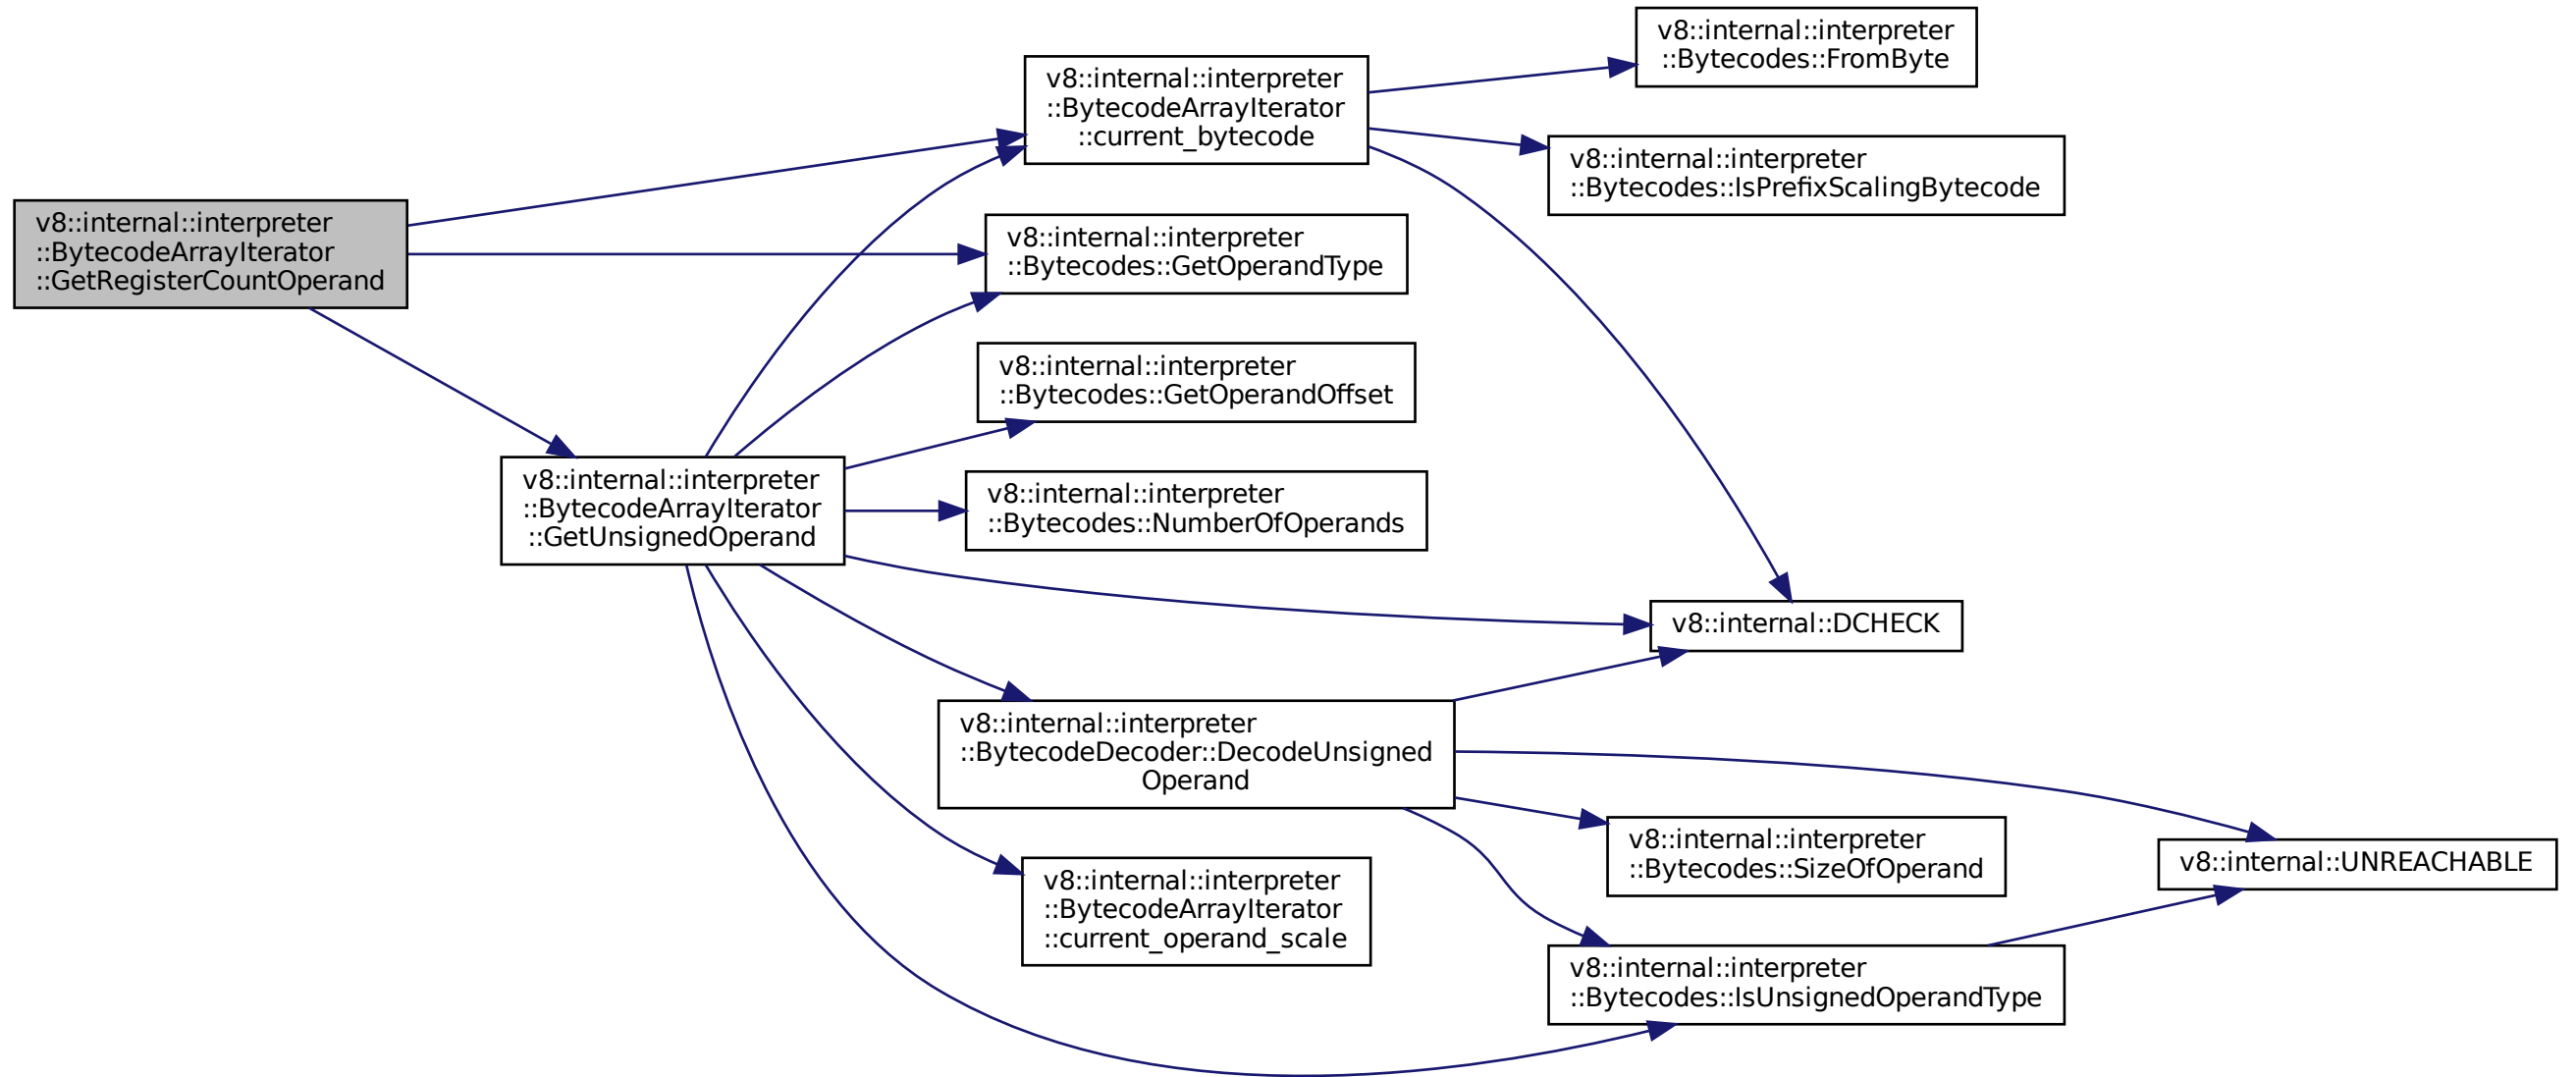 v8::internal::interpreter
::Bytecodes::FromByte
v8::internal::interpreter
::BytecodeArrayIterator
::current_bytecode
v8::internal::interpreter
::Bytecodes::IsPrefixScalingBytecode
v8::internal::interpreter
::BytecodeArrayIterator
::GetRegisterCountOperand
v8::internal::interpreter
::Bytecodes::GetOperandType
v8::internal::interpreter
::Bytecodes::GetOperandOffset
v8::internal::interpreter
::BytecodeArrayIterator
::GetUnsignedOperand
v8::internal::interpreter
::Bytecodes::NumberOfOperands
v8::internal::DCHECK
v8::internal::interpreter
::BytecodeDecoder::DecodeUnsigned
Operand
v8::internal::interpreter
::Bytecodes::SizeOfOperand
v8::internal::UNREACHABLE
v8::internal::interpreter
::BytecodeArrayIterator
::current_operand_scale
v8::internal::interpreter
::Bytecodes::IsUnsignedOperandType